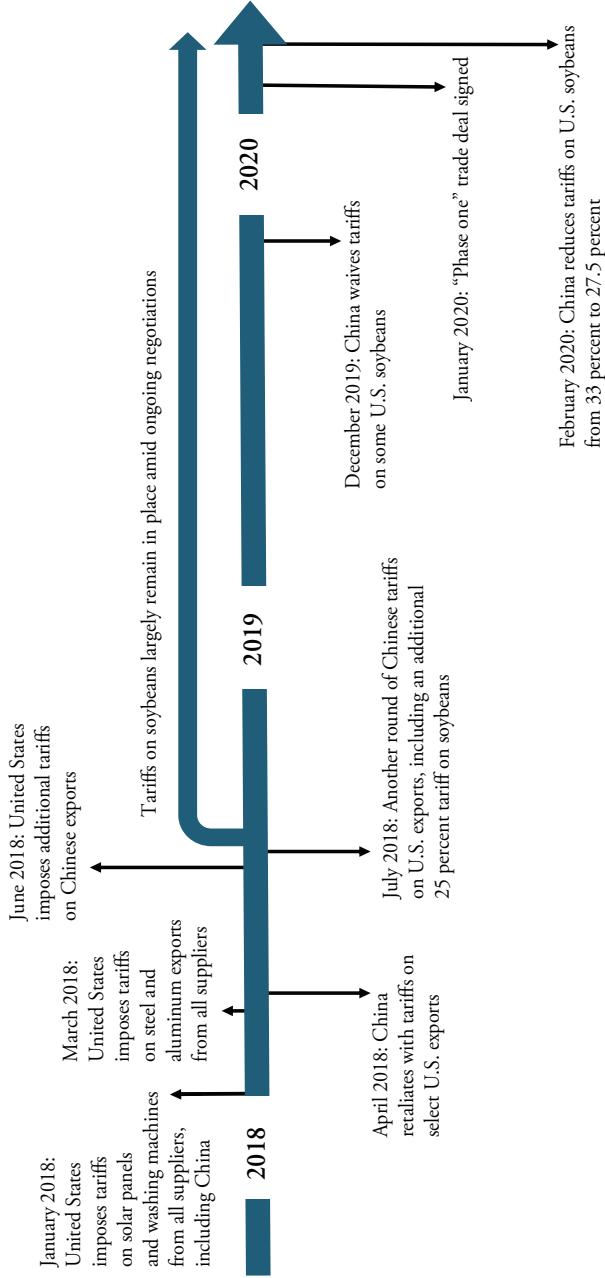 January 2018:
United States
imposes tariffs
on solar panels
and washing machines
from all suppliers,
including China
March 2018:
United States
imposes tariffs
on steel and
aluminum exports
from all suppliers
June 2018: United States
imposes additional tariffs
on Chinese exports
Tariffs on soybeans largely remain in place amid ongoing negotiations
2018
2019
2020
April 2018: China
retaliates with tariffs on
select U.S. exports
July 2018: Another round of Chinese tariffs
on U.S. exports, including an additional
25 percent tariff on soybeans
December 2019: China waives tariffs
on some U.S. soybeans
January 2020: “Phase one” trade deal signed
February 2020: China reduces tariffs on U.S. soybeans
from 33 percent to 27.5 percent